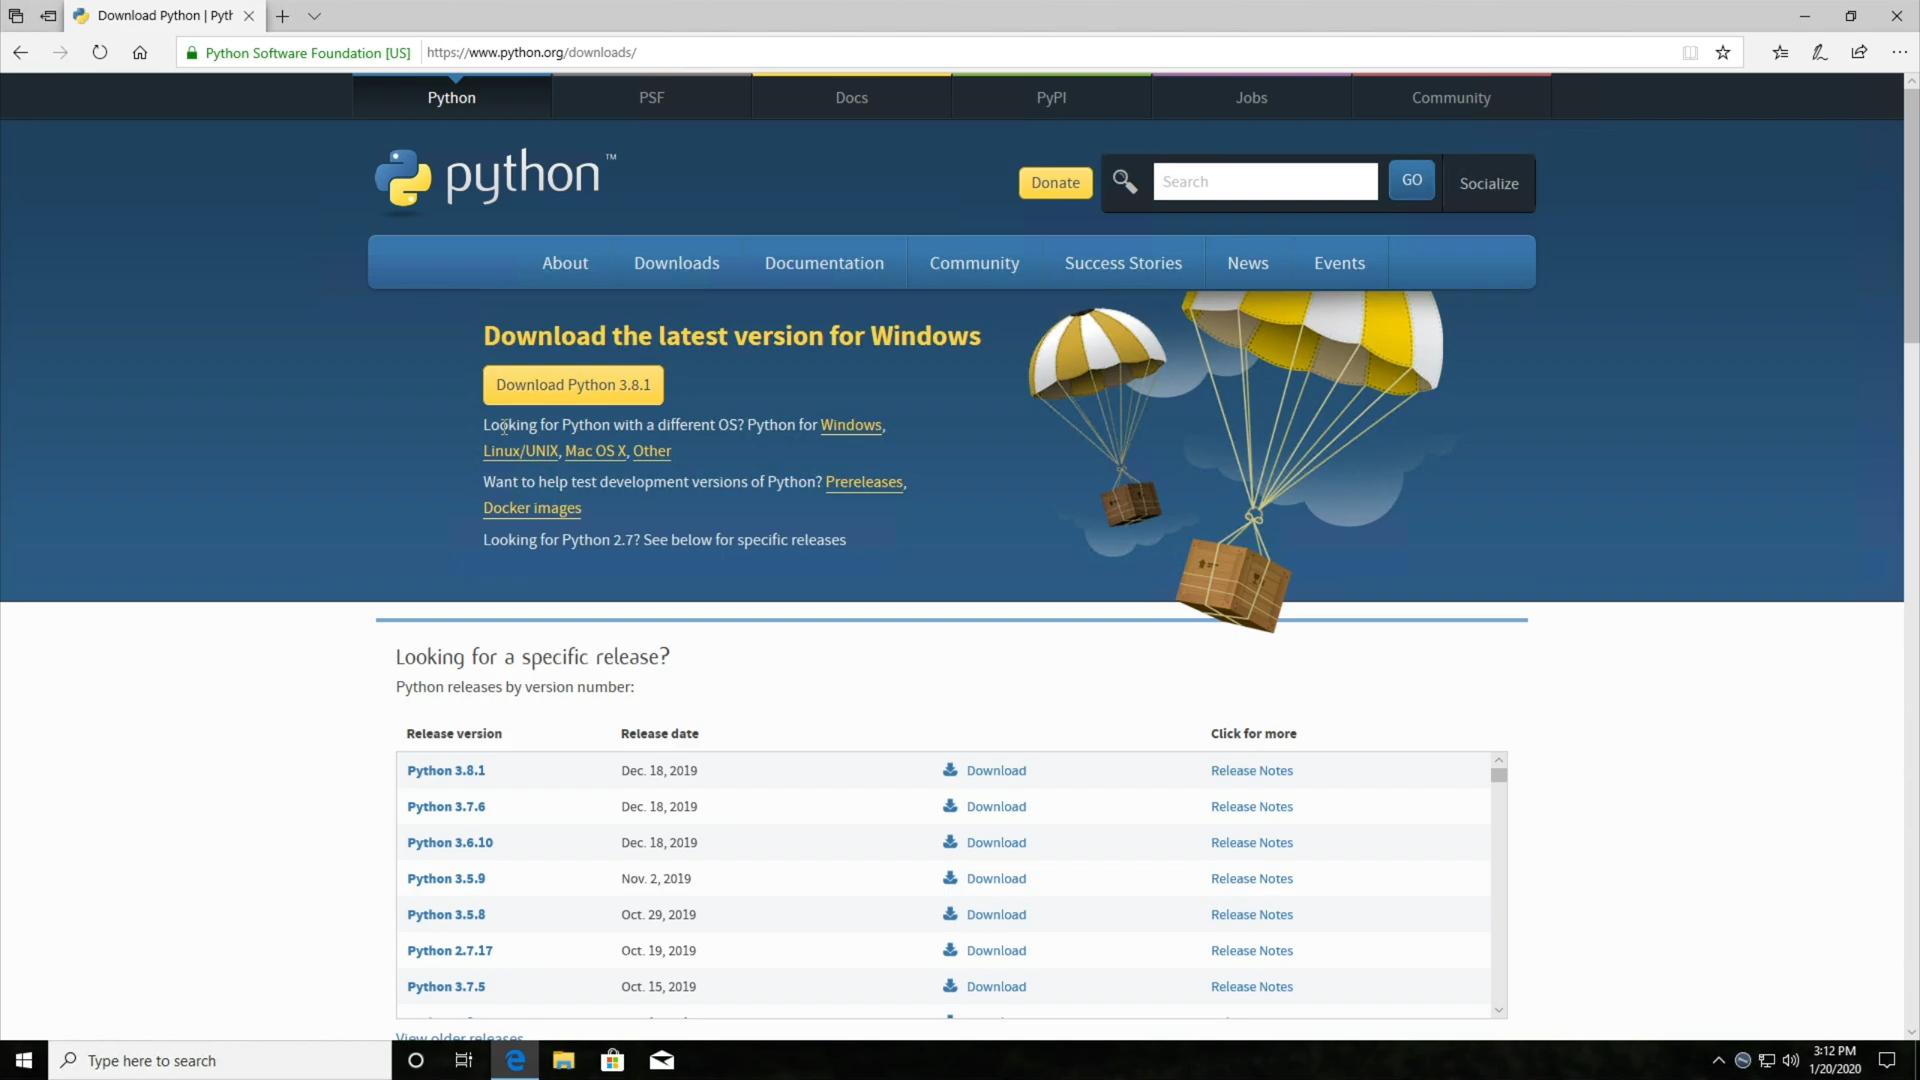 Download Python | Pyth
Python Software Foundation [US]
https://www.python.org/downloads/
Python
PSF
Docs
PyPI
Jobs
Community
python™
Donate
Search
GO
Socialize
About
Downloads
Documentation
Community
Success Stories
News
Events
Download the latest version for Windows
Download Python 3.8.1
Looking for Python with a different OS? Python for Windows,
Linux/UNIX, Mac OS X, Other
Want to help test development versions of Python? Prereleases,
Docker images
Looking for Python 2.7? See below for specific releases
Looking for a specific release?
Python releases by version number:
Release version Release date Click for more
Python 3.8.1 Dec. 18, 2019 Download Release Notes
Python 3.7.6 Dec. 18, 2019 Download Release Notes
Python 3.6.10 Dec. 18, 2019 Download Release Notes
Python 3.5.9 Nov. 2, 2019 Download Release Notes
Python 3.5.8 Oct. 29, 2019 Download Release Notes
Python 2.7.17 Oct. 19, 2019 Download Release Notes
Python 3.7.5 Oct. 15, 2019 Download Release Notes
View older releases
Type here to search
3:12 PM
1/20/2020